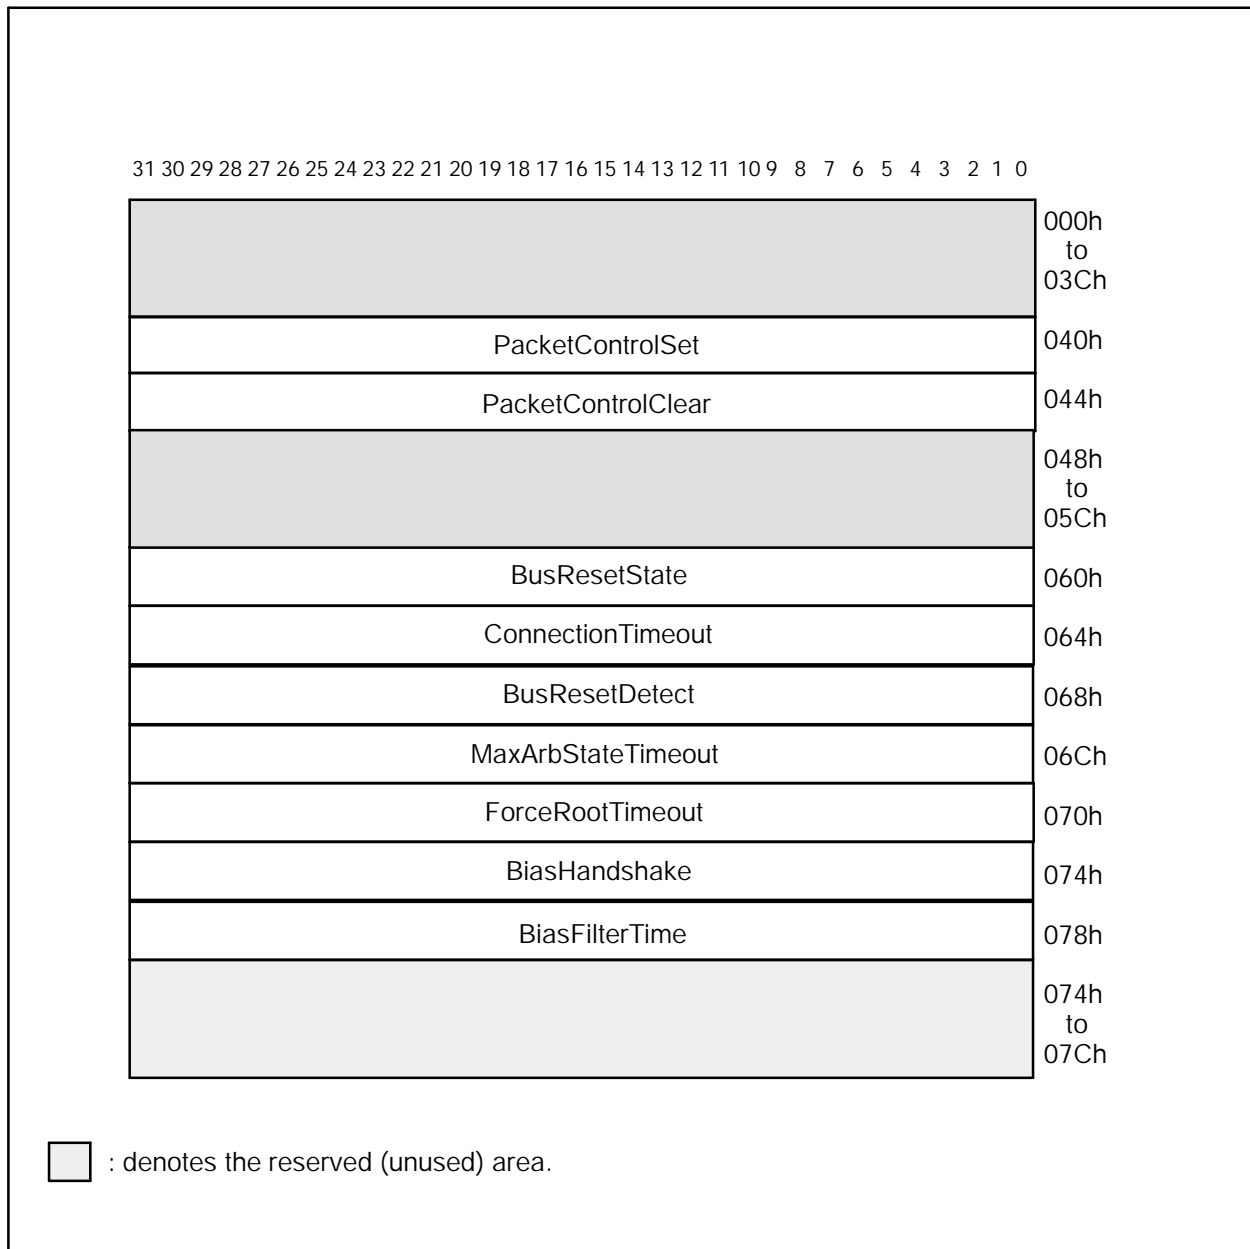 31 30 29 28 27 26 25 24 23 22 21 20 19 18 17 16 15 14 13 12 11 10 9 8 7 6 5 4 3 2 1 0
000h
to
03Ch
PacketControlSet 040h
PacketControlClear 044h
048h
to
05Ch
BusResetState 060h
ConnectionTimeout 064h
BusResetDetect 068h
MaxArbStateTimeout 06Ch
ForceRootTimeout 070h
BiasHandshake 074h
BiasFilterTime 078h
074h
to
07Ch
: denotes the reserved (unused) area.